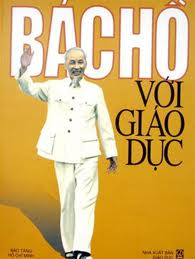 BÁC HỒ
VỚI
GIÁO
DỤC
BẢO TÀNG
HỒ CHÍ MINH
NHÀ XUẤT BẢN
GIÁO DỤC